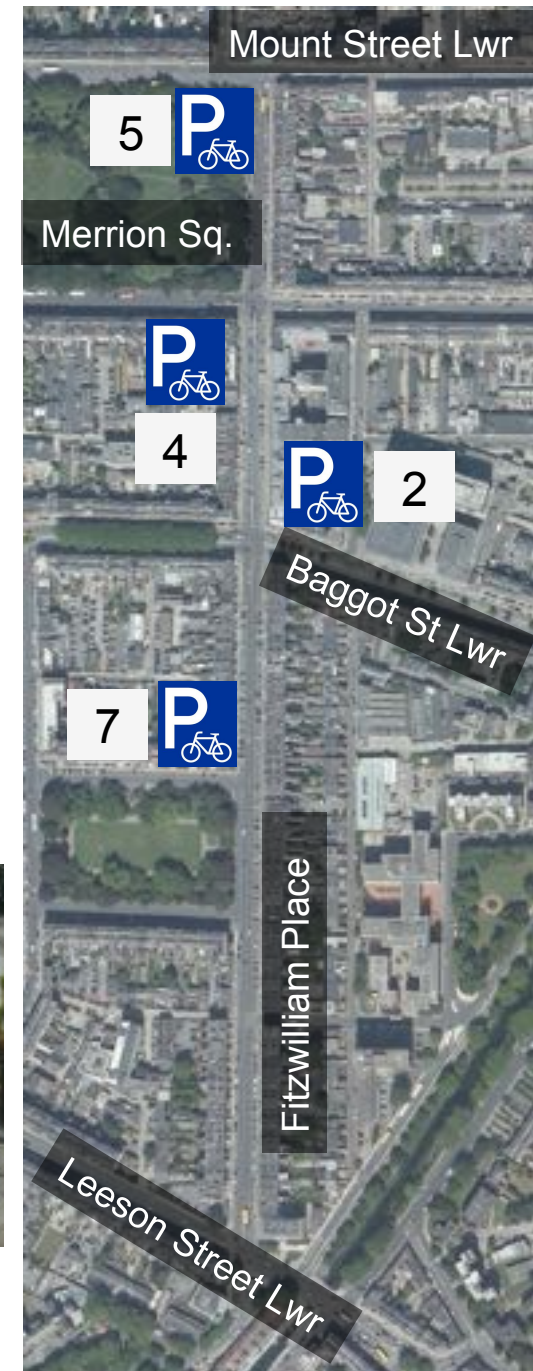 Mount Street Lwr
5
P
Merrion Sq.
P
4
P
2
Baggot St Lwr
7
P
Fitzwilliam Place
Leeson Street Lwr